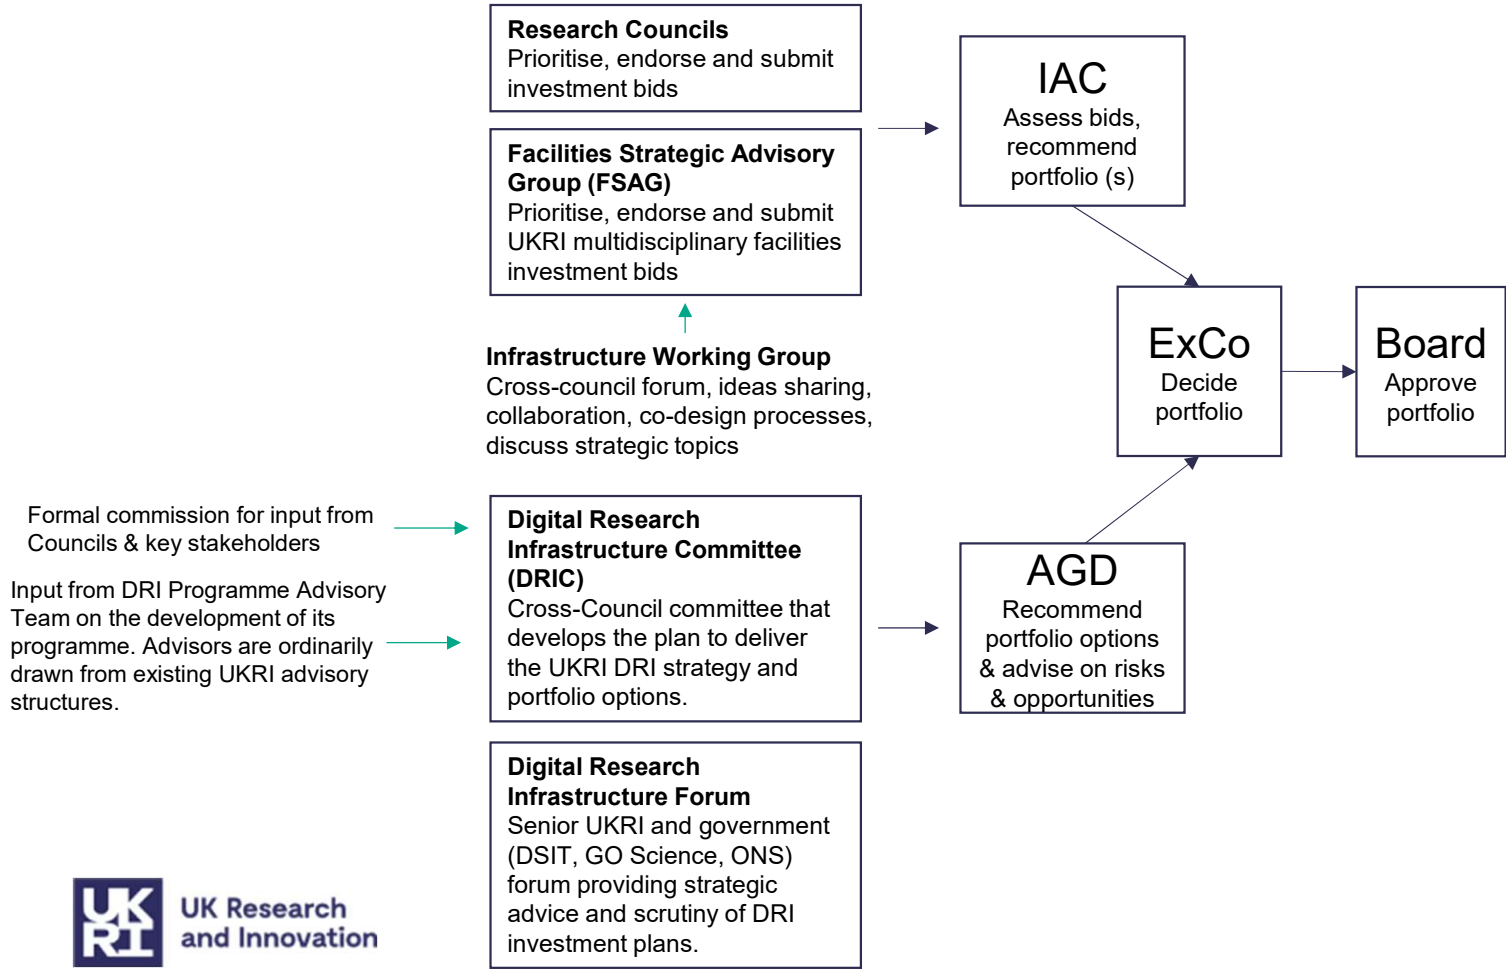 Research Councils
Prioritise, endorse and submit
investment bids
Facilities Strategic Advisory
Group (FSAG)
Prioritise, endorse and submit
UKRI multidisciplinary facilities
investment bids
IAC
Assess bids,
recommend
portfolio (s)
Infrastructure Working Group
Cross-council forum, ideas sharing,
collaboration, co-design processes,
discuss strategic topics
ExCo
Decide
portfolio
Board
Approve
portfolio
Formal commission for input from
Councils & key stakeholders
Input from DRI Programme Advisory
Team on the development of its
programme. Advisors are ordinarily
drawn from existing UKRI advisory
structures.
Digital Research
Infrastructure Committee
(DRIC)
Cross-Council committee that
develops the plan to deliver
the UKRI DRI strategy and
portfolio options.
AGD
Recommend
portfolio options
& advise on risks
& opportunities
Digital Research
Infrastructure Forum
Senior UKRI and government
(DSIT, GO Science, ONS)
forum providing strategic
advice and scrutiny of DRI
investment plans.
UK
RI
UK Research
and Innovation